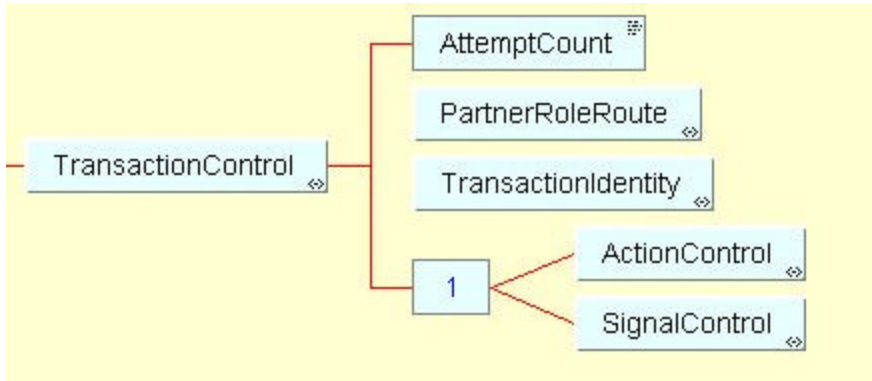 AttemptCount
PartnerRoleRoute
TransactionControl
TransactionIdentity
ActionControl
1
SignalControl